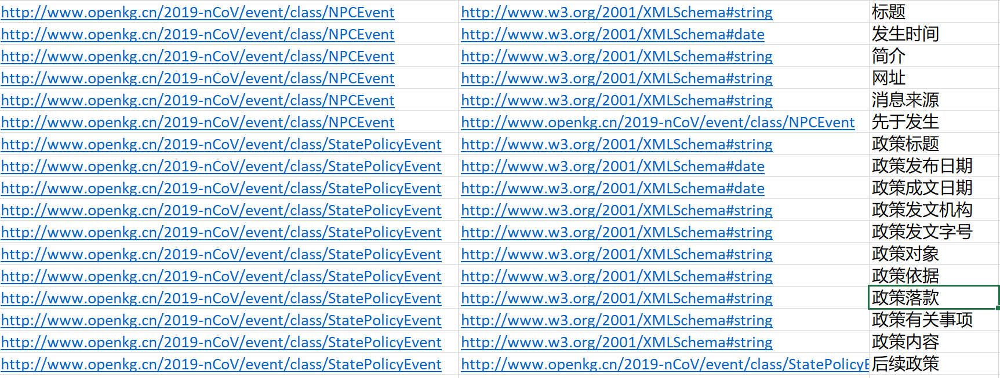 http://www.openkg.cn/2019-nCoV/event/class/NPCEvent http://www.w3.org/2001/XMLSchema#string 标题
http://www.openkg.cn/2019-nCoV/event/class/NPCEvent http://www.w3.org/2001/XMLSchema#date 发生时间
http://www.openkg.cn/2019-nCoV/event/class/NPCEvent http://www.w3.org/2001/XMLSchema#string 简介
http://www.openkg.cn/2019-nCoV/event/class/NPCEvent http://www.w3.org/2001/XMLSchema#string 网址
http://www.openkg.cn/2019-nCoV/event/class/NPCEvent http://www.w3.org/2001/XMLSchema#string 消息来源
http://www.openkg.cn/2019-nCoV/event/class/NPCEvent http://www.openkg.cn/2019-nCoV/event/class/NPCEvent 先于发生
http://www.openkg.cn/2019-nCoV/event/class/StatePolicyEvent http://www.w3.org/2001/XMLSchema#string 政策标题
http://www.openkg.cn/2019-nCoV/event/class/StatePolicyEvent http://www.w3.org/2001/XMLSchema#date 政策发布日期
http://www.openkg.cn/2019-nCoV/event/class/StatePolicyEvent http://www.w3.org/2001/XMLSchema#date 政策成文日期
http://www.openkg.cn/2019-nCoV/event/class/StatePolicyEvent http://www.w3.org/2001/XMLSchema#string 政策发文机构
http://www.openkg.cn/2019-nCoV/event/class/StatePolicyEvent http://www.w3.org/2001/XMLSchema#string 政策发文字号
http://www.openkg.cn/2019-nCoV/event/class/StatePolicyEvent http://www.w3.org/2001/XMLSchema#string 政策对象
http://www.openkg.cn/2019-nCoV/event/class/StatePolicyEvent http://www.w3.org/2001/XMLSchema#string 政策依据
http://www.openkg.cn/2019-nCoV/event/class/StatePolicyEvent http://www.w3.org/2001/XMLSchema#string 政策落款
http://www.openkg.cn/2019-nCoV/event/class/StatePolicyEvent http://www.w3.org/2001/XMLSchema#string 政策有关事项
http://www.openkg.cn/2019-nCoV/event/class/StatePolicyEvent http://www.w3.org/2001/XMLSchema#string 政策内容
http://www.openkg.cn/2019-nCoV/event/class/StatePolicyEvent http://www.openkg.cn/2019-nCoV/event/class/StatePolicyE 后续政策